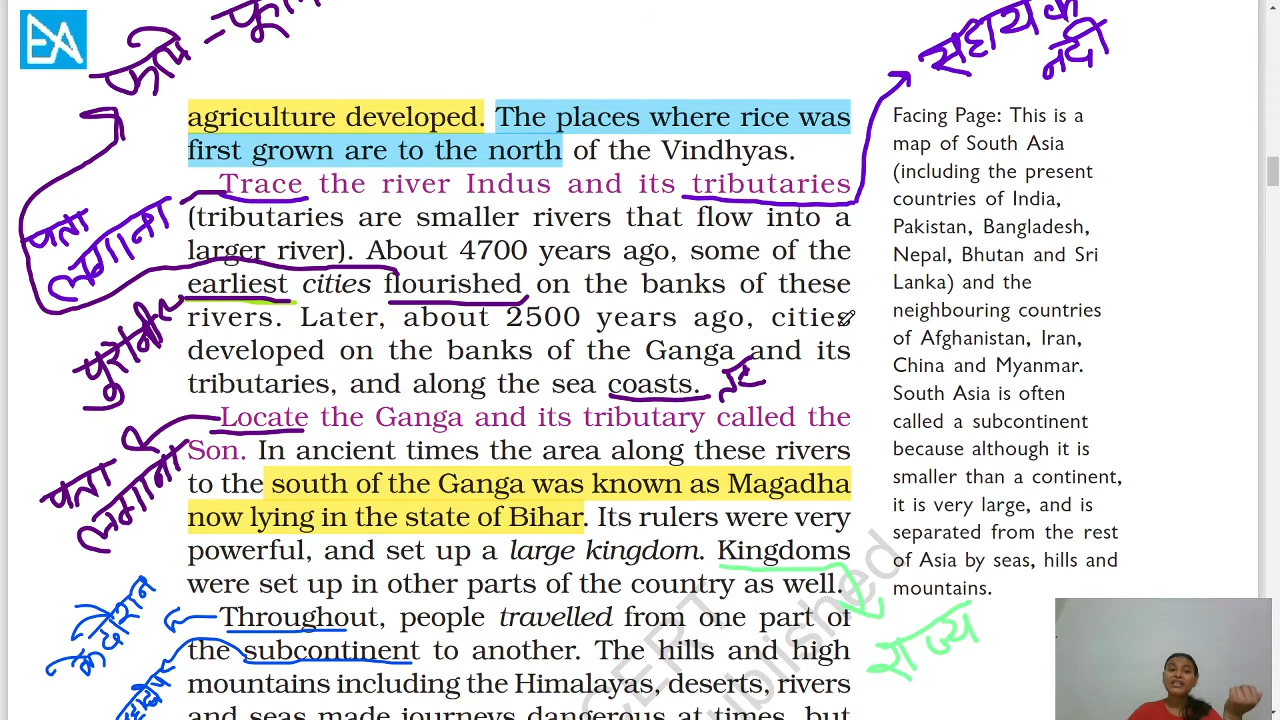 EA
फले -फूले
सहायक
नदी
agriculture developed. The places where rice was
first grown are to the north of the Vindhyas.
Trace the river Indus and its tributaries
(tributaries are smaller rivers that flow into a
larger river). About 4700 years ago, some of the
earliest cities flourished on the banks of these
rivers. Later, about 2500 years ago, cities
developed on the banks of the Ganga and its
tributaries, and along the sea coasts.
Locate the Ganga and its tributary called the
Son. In ancient times the area along these rivers
to the south of the Ganga was known as Magadha
now lying in the state of Bihar. Its rulers were very
powerful, and set up a large kingdom. Kingdoms
were set up in other parts of the country as well.
Throughout, people travelled from one part of
the subcontinent to another. The hills and high
mountains including the Himalayas, deserts, rivers
and seas made journeys dangerous at times, but
पता
लगाना
तट
पता
लगाना
के दौरान
राज्य
Facing Page: This is a
map of South Asia
(including the present
countries of India,
Pakistan, Bangladesh,
Nepal, Bhutan and Sri
Lanka) and the
neighbouring countries
of Afghanistan, Iran,
China and Myanmar.
South Asia is often
called a subcontinent
because although it is
smaller than a continent,
it is very large, and is
separated from the rest
of Asia by seas, hills and
mountains.